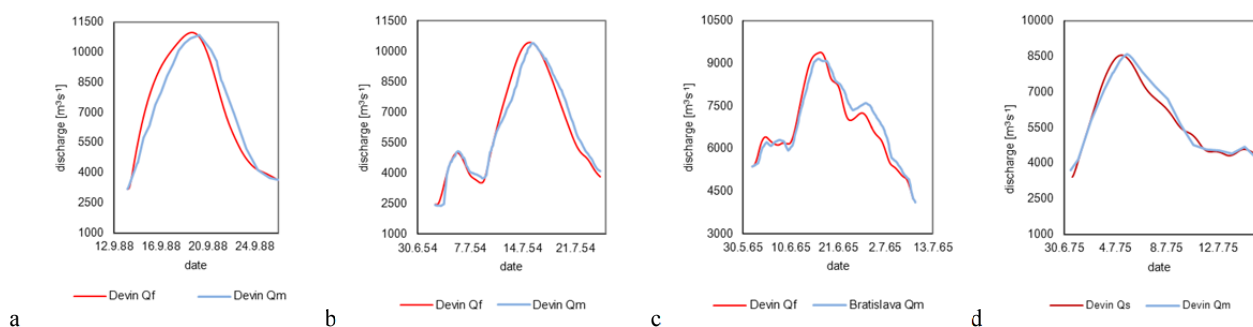 11500
10000
8500
7000
5500
4000
2500
1000
discharge [m³s⁻¹]
12.9.88 16.9.88 20.9.88 24.9.88
date
Devin Qf Devin Qm
a
11500
10000
8500
7000
5500
4000
2500
1000
discharge [m³s⁻¹]
30.6.54 7.7.54 14.7.54 21.7.54
date
Devin Qf Devin Qm
b
10500
9000
7500
6000
4500
3000
discharge [m³s⁻¹]
30.5.65 10.6.65 21.6.65 2.7.65 13.7.65
date
Devin Qf Bratislava Qm
c
10000
8500
7000
5500
4000
2500
1000
discharge [m³s⁻¹]
30.6.75 4.7.75 8.7.75 12.7.75
date
Devin Qs Devin Qm
d